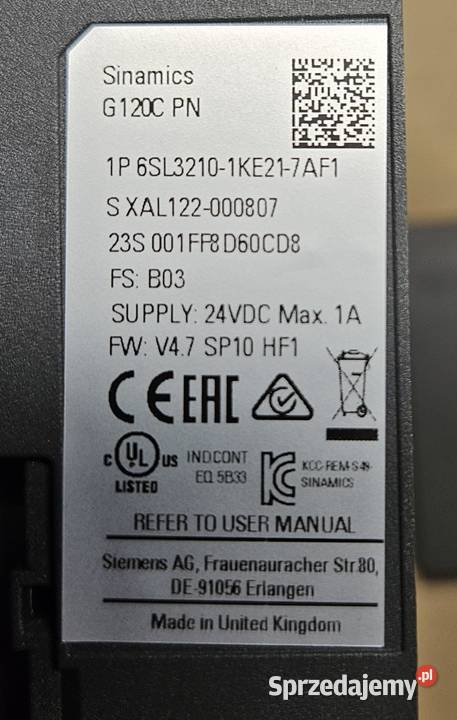 Sinamics
G120C PN
1P 6SL3210-1KE21-7AF1
S XAL122-000807
23S 001FF8D60CD8
FS: B03
SUPPLY: 24VDC Max. 1A
FW: V4.7 SP10 HF1
CE EAC
c UL us
LISTED
IND.CONT
EQ. 5B33
KCC-REM-S49-
SINAMICS
REFER TO USER MANUAL
Siemens AG, Frauenauracher Str.80,
DE-91056 Erlangen
Made in United Kingdom
Sprzedajemy.pl